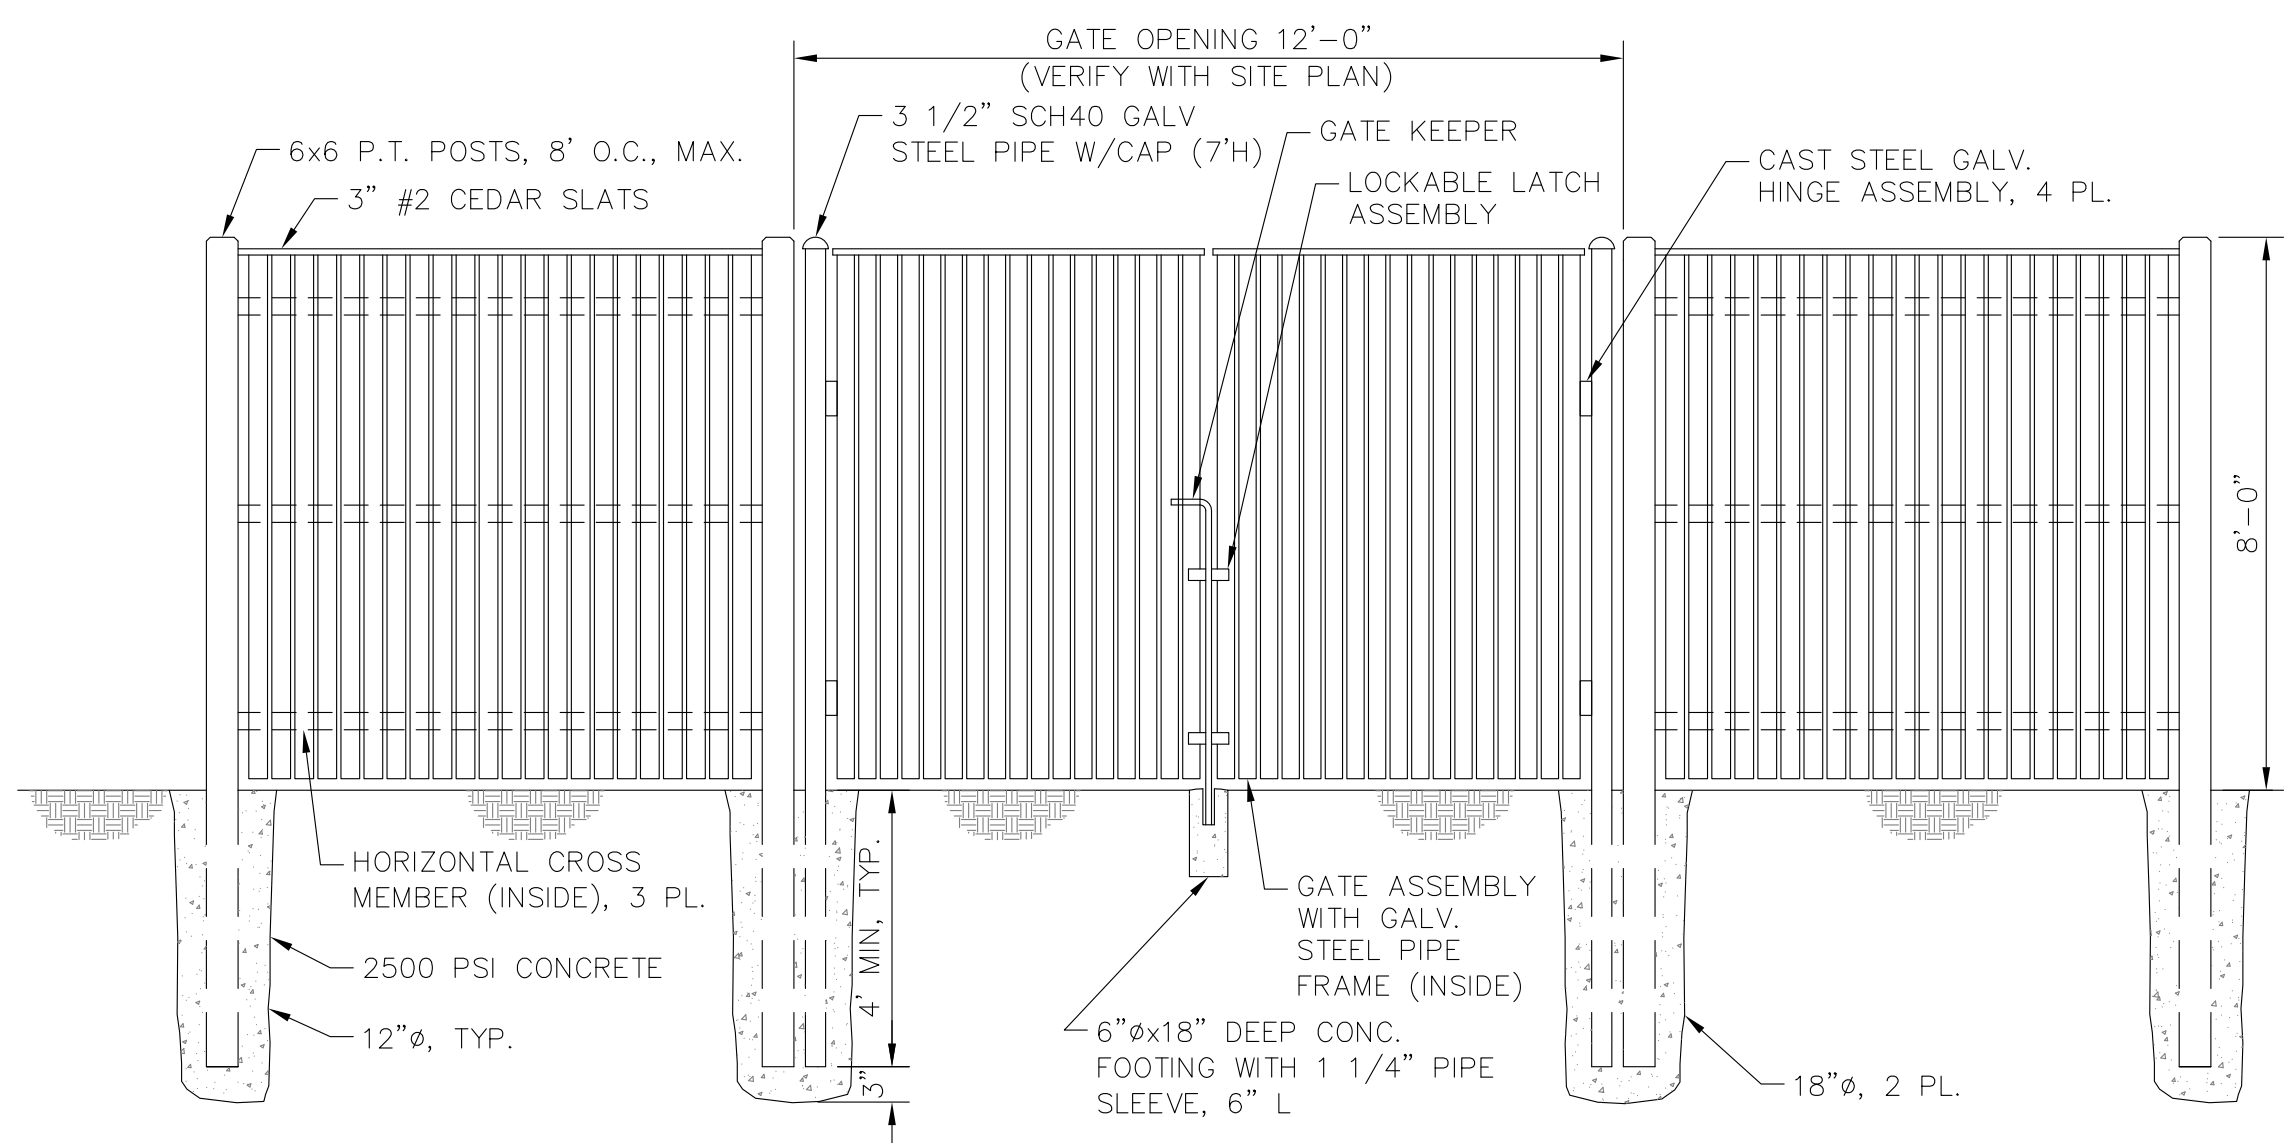 GATE OPENING 12'-0"
(VERIFY WITH SITE PLAN)
3 1/2" SCH40 GALV
STEEL PIPE W/CAP (7'H)
GATE KEEPER
6x6 P.T. POSTS, 8' O.C., MAX.
3" #2 CEDAR SLATS
LOCKABLE LATCH
ASSEMBLY
CAST STEEL GALV.
HINGE ASSEMBLY, 4 PL.
8'-0"
HORIZONTAL CROSS
MEMBER (INSIDE), 3 PL.
2500 PSI CONCRETE
12"ø, TYP.
4' MIN, TYP.
3"
GATE ASSEMBLY
WITH GALV.
STEEL PIPE
FRAME (INSIDE)
6"øx18" DEEP CONC.
FOOTING WITH 1 1/4" PIPE
SLEEVE, 6" L
18"ø, 2 PL.